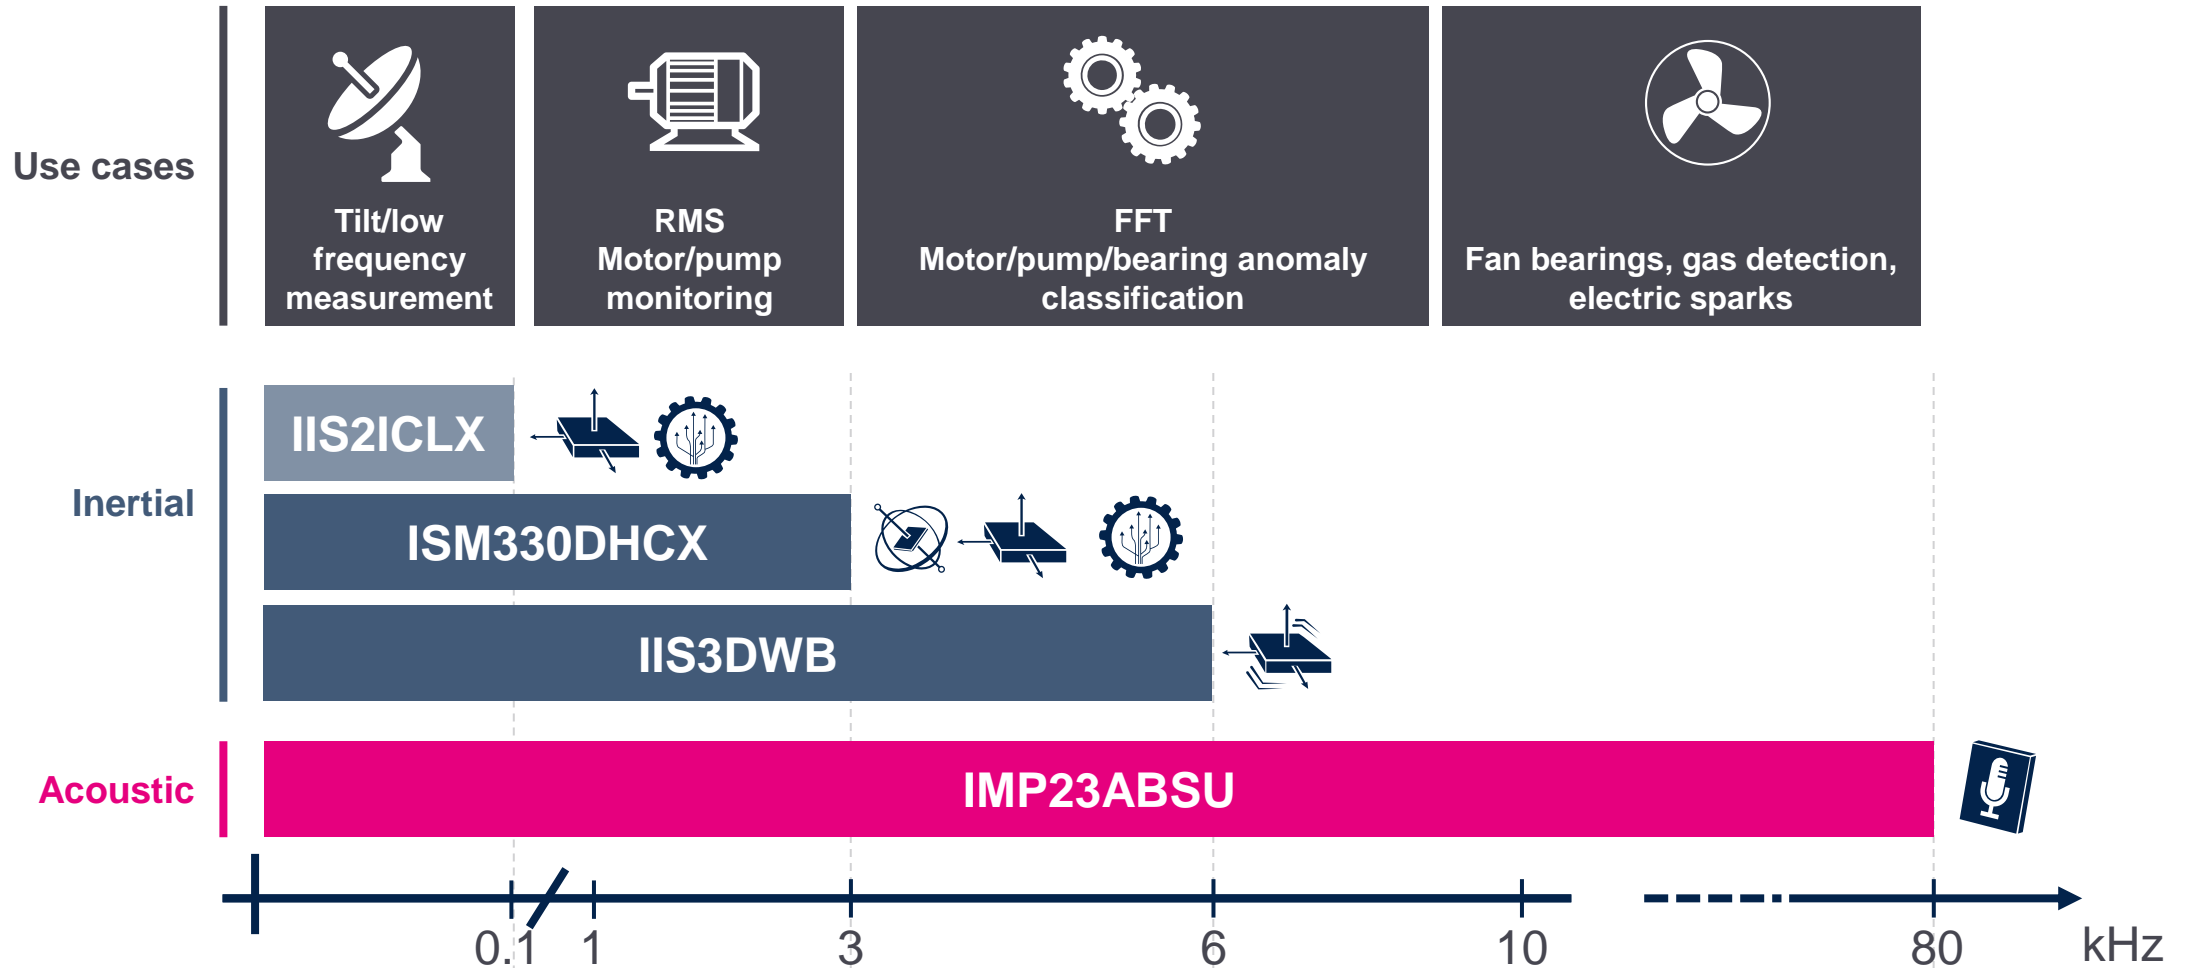 Use cases
Tilt/low
frequency
measurement
RMS
Motor/pump
monitoring
FFT
Motor/pump/bearing anomaly
classification
Fan bearings, gas detection,
electric sparks
Inertial
IIS2ICLX
ISM330DHCX
IIS3DWB
Acoustic
IMP23ABSU
0.1 1 3 6 10 80 kHz